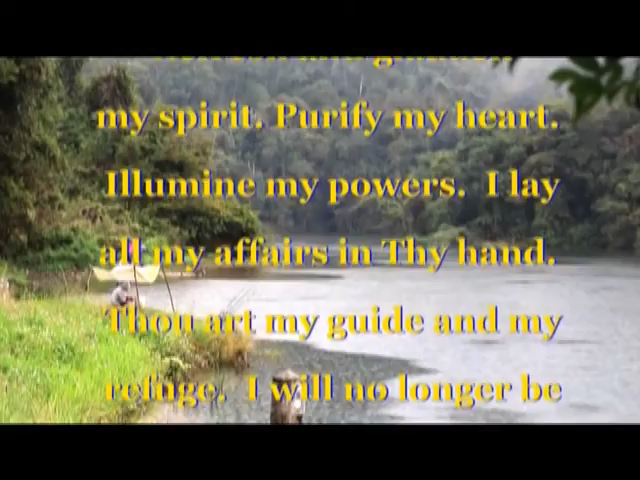 my spirit. Purify my heart.
Illumine my powers. I lay
all my affairs in Thy hand.
Thou art my guide and my
refuge. I will no longer be